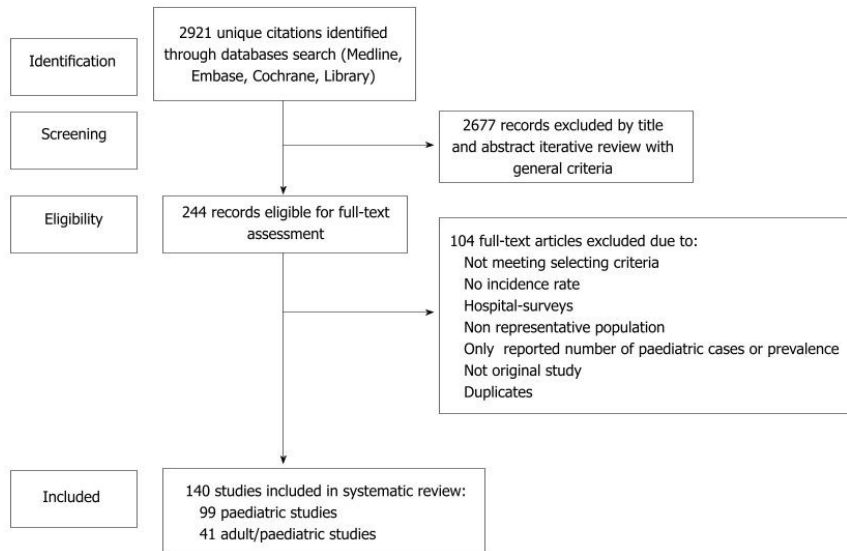 Identification
2921 unique citations identified
through databases search (Medline,
Embase, Cochrane, Library)
Screening
2677 records excluded by title
and abstract iterative review with
general criteria
Eligibility
244 records eligible for full-text
assessment
104 full-text articles excluded due to:
Not meeting selecting criteria
No incidence rate
Hospital-surveys
Non representative population
Only reported number of paediatric cases or prevalence
Not original study
Duplicates
Included
140 studies included in systematic review:
99 paediatric studies
41 adult/paediatric studies